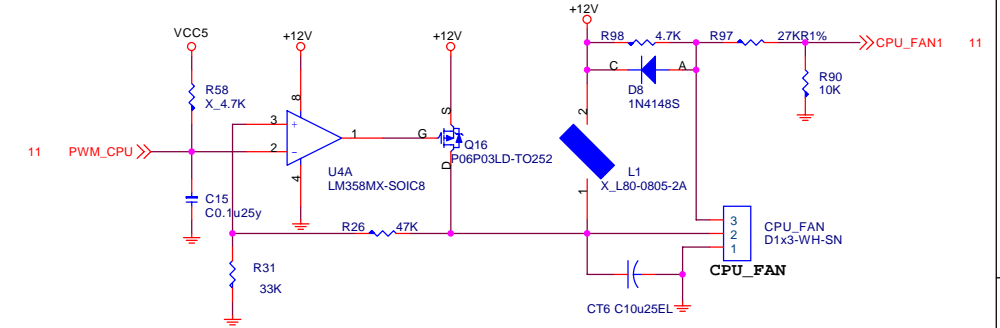 VCC5
+12V
+12V
+12V
R58
X_4.7K
8
3
+
2
−
1
4
U4A
LM358MX-SOIC8
11
PWM_CPU
C15
C0.1u25y
R26
47K
R31
33K
S
G
D
Q16
P06P03LD-TO252
R98
4.7K
R97
27KR1%
CPU_FAN1
11
R90
10K
C
A
D8
1N4148S
2
L1
X_L80-0805-2A
1
3
2
1
CPU_FAN
D1x3-WH-SN
CPU_FAN
CT6 C10u25EL